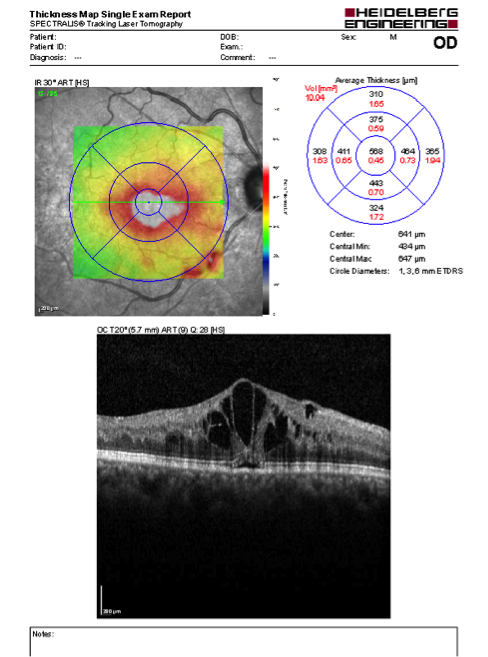 Thickness Map Single Exam Report
SPECTRALIS® Tracking Laser Tomography
HEIDELBERG
ENGINEERING
Patient: DOB: Sex: M
Patient ID: Exam.:
Diagnosis: --- Comment: ---
OD
IR 30° ART [HS]
200 µm
Average Thickness [µm]
Vol [mm³]
10.04
310
1.65
375
0.59
308
1.63
411
0.65
568
0.45
464
0.73
365
1.94
443
0.70
324
1.72
Center: 641 µm
Central Min: 434 µm
Central Max: 647 µm
Circle Diameters: 1, 3, 6 mm ETDRS
OCT 20° (5.7 mm) ART (9) Q: 28 [HS]
200 µm
Notes: